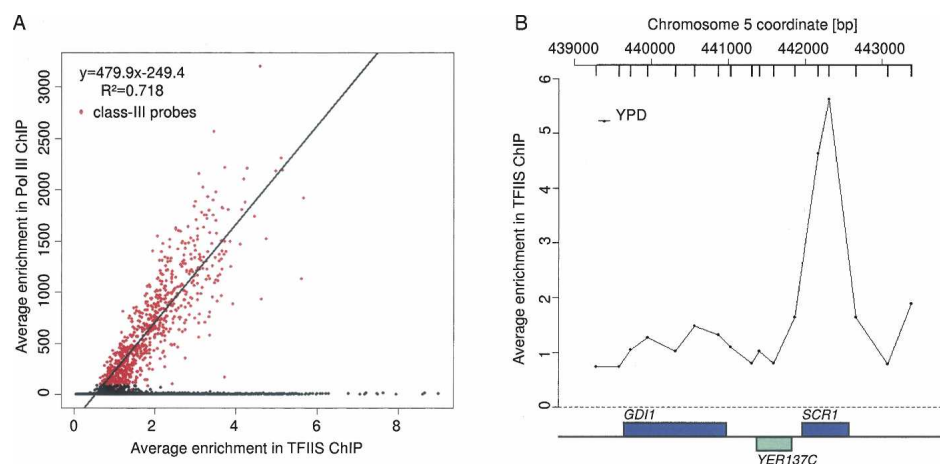 A
y=479.9x-249.4
R²=0.718
class-III probes
Average enrichment in Pol III ChIP
0
500
1000
1500
2000
2500
3000
0 2 4 6 8
Average enrichment in TFIIS ChIP
B
Chromosome 5 coordinate [bp]
439000 440000 441000 442000 443000
YPD
Average enrichment in TFIIS ChIP
0
1
2
3
4
5
6
GDI1
SCR1
YER137C